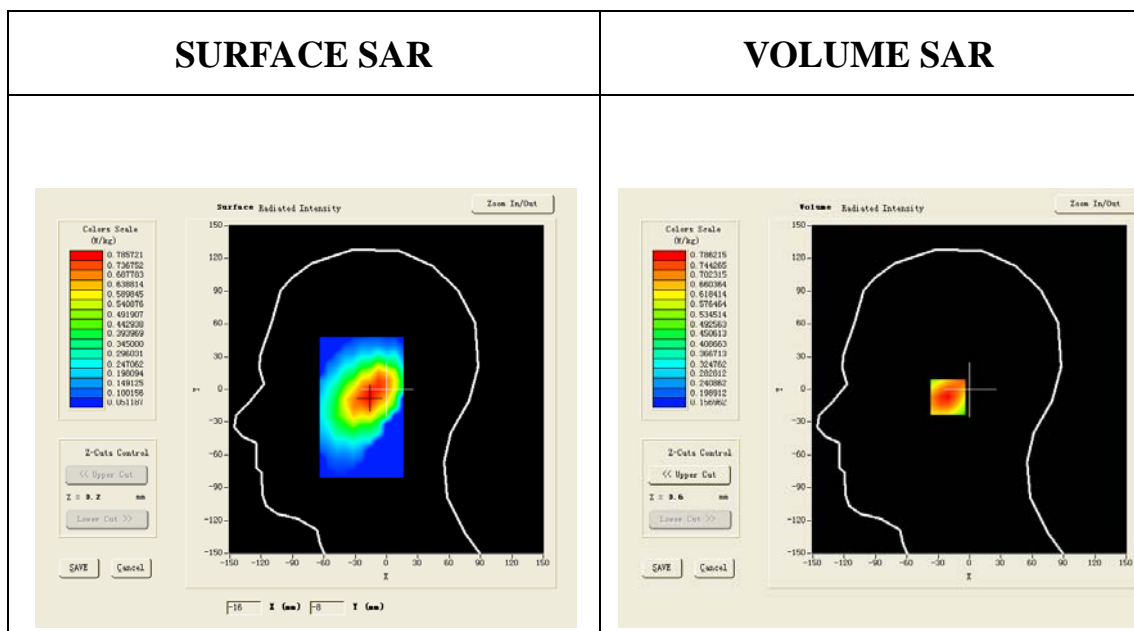 SURFACE SAR
VOLUME SAR
Surface Radiated Intensity
Zoom In/Out
Colors Scale
(W/kg)
0.785721
0.736752
0.687783
0.638814
0.589845
0.540876
0.491907
0.442938
0.393969
0.345000
0.296031
0.247062
0.198094
0.149125
0.100156
0.051187
Z-Cuts Control
<< Upper Cut
Z = 0.2 mm
Lower Cut >>
SAVE Cancel
150
120
90
60
30
0
-30
-60
-90
-120
-150
Y
-150 -120 -90 -60 -30 0 30 60 90 120 150
X
-16 X (mm) -8 Y (mm)
Volume Radiated Intensity
Zoom In/Out
Colors Scale
(W/kg)
0.786215
0.744265
0.702315
0.660364
0.618414
0.576464
0.534514
0.492563
0.450613
0.408663
0.366713
0.324762
0.282812
0.240862
0.198912
0.156962
Z-Cuts Control
<< Upper Cut
Z = 0.6 mm
Lower Cut >>
SAVE Cancel
150
120
90
60
30
0
-30
-60
-90
-120
-150
Y
-150 -120 -90 -60 -30 0 30 60 90 120 150
X